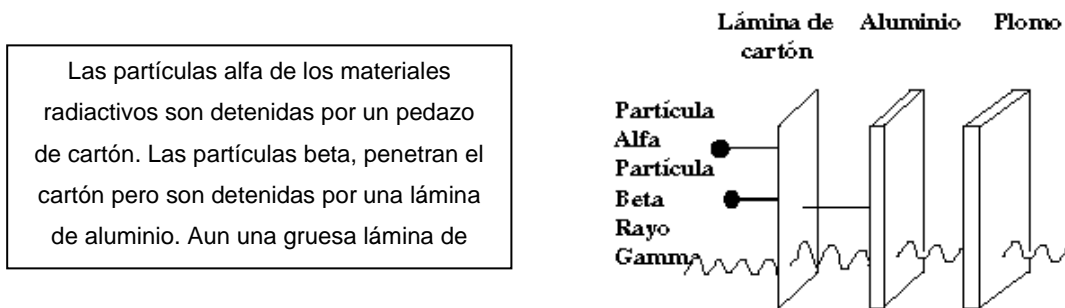 Las partículas alfa de los materiales
radiactivos son detenidas por un pedazo
de cartón. Las partículas beta, penetran el
cartón pero son detenidas por una lámina
de aluminio. Aun una gruesa lámina de
Lámina de
cartón
Aluminio
Plomo
Partícula
Alfa
Partícula
Beta
Rayo
Gamma